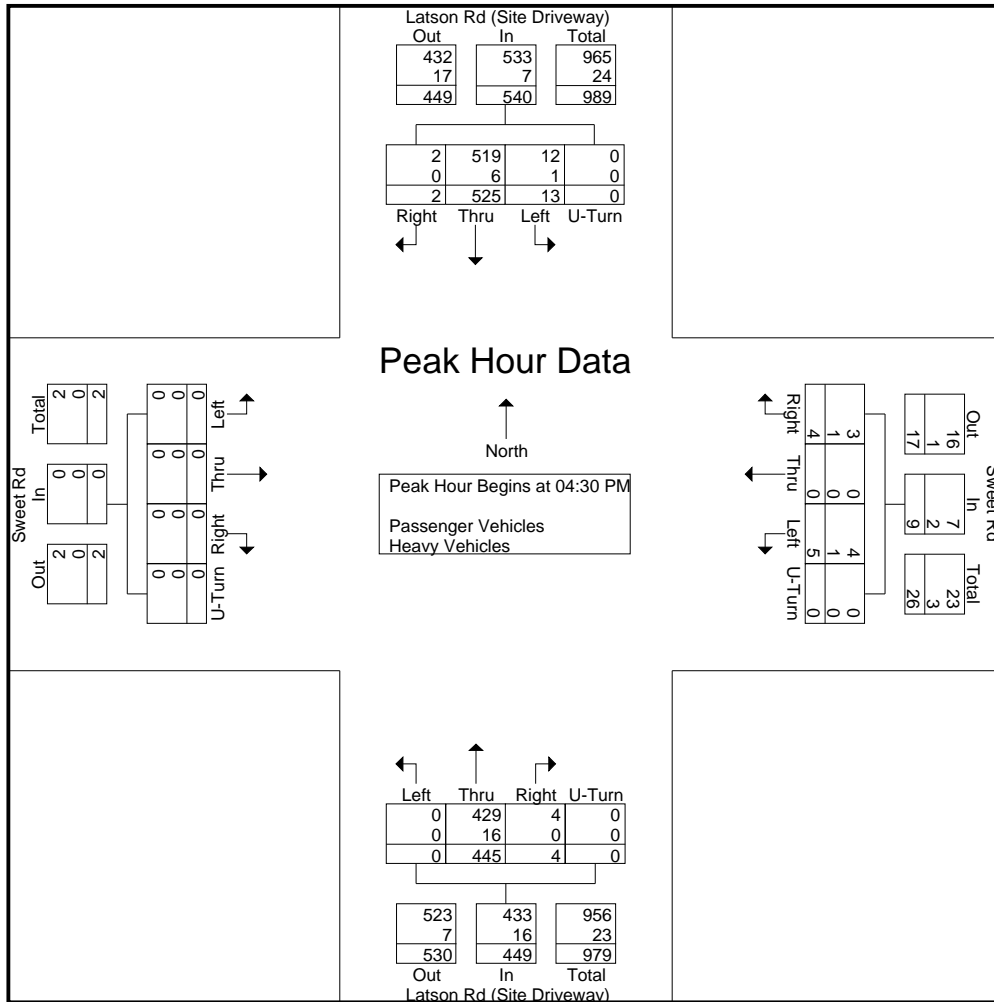 Latson Rd (Site Driveway)
Out In Total
432 533 965
17 7 24
449 540 989
2 519 12 0
0 6 1 0
2 525 13 0
Right Thru Left U-Turn
Peak Hour Data
North
Peak Hour Begins at 04:30 PM
Passenger Vehicles
Heavy Vehicles
Sweet Rd
Out In Total
2 0 2
0 0 0
2 0 2
U-Turn Right Thru Left
0 0 0 0
0 0 0 0
0 0 0 0
Sweet Rd
Out In Total
16 7 23
1 2 3
17 9 26
3 0 4 0
1 0 1 0
4 0 5 0
Right Thru Left U-Turn
Left Thru Right U-Turn
0 429 4 0
0 16 0 0
0 445 4 0
523 433 956
7 16 23
530 449 979
Out In Total
Latson Rd (Site Driveway)